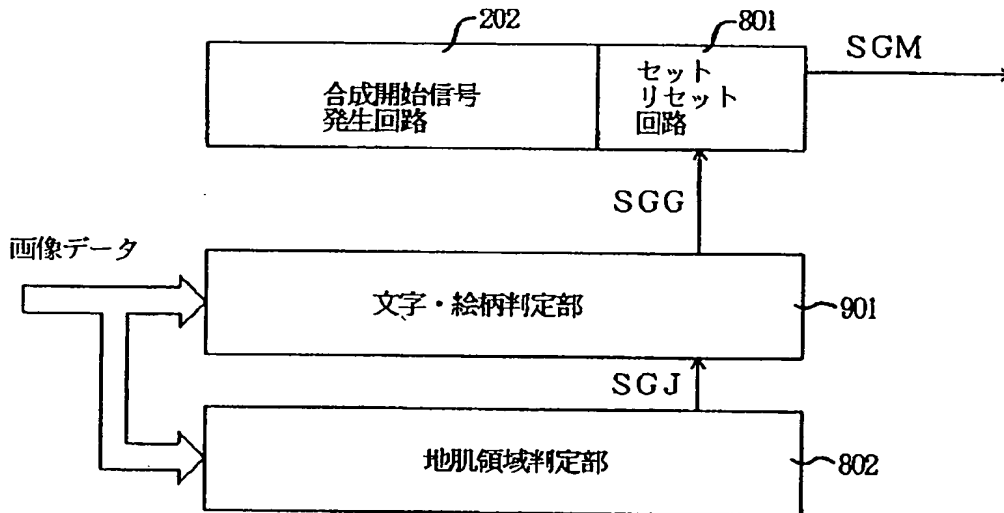 202
801
SGM
合成開始信号
発生回路
セット
リセット
回路
SGG
画像データ
文字・絵柄判定部
901
SGJ
地肌領域判定部
802